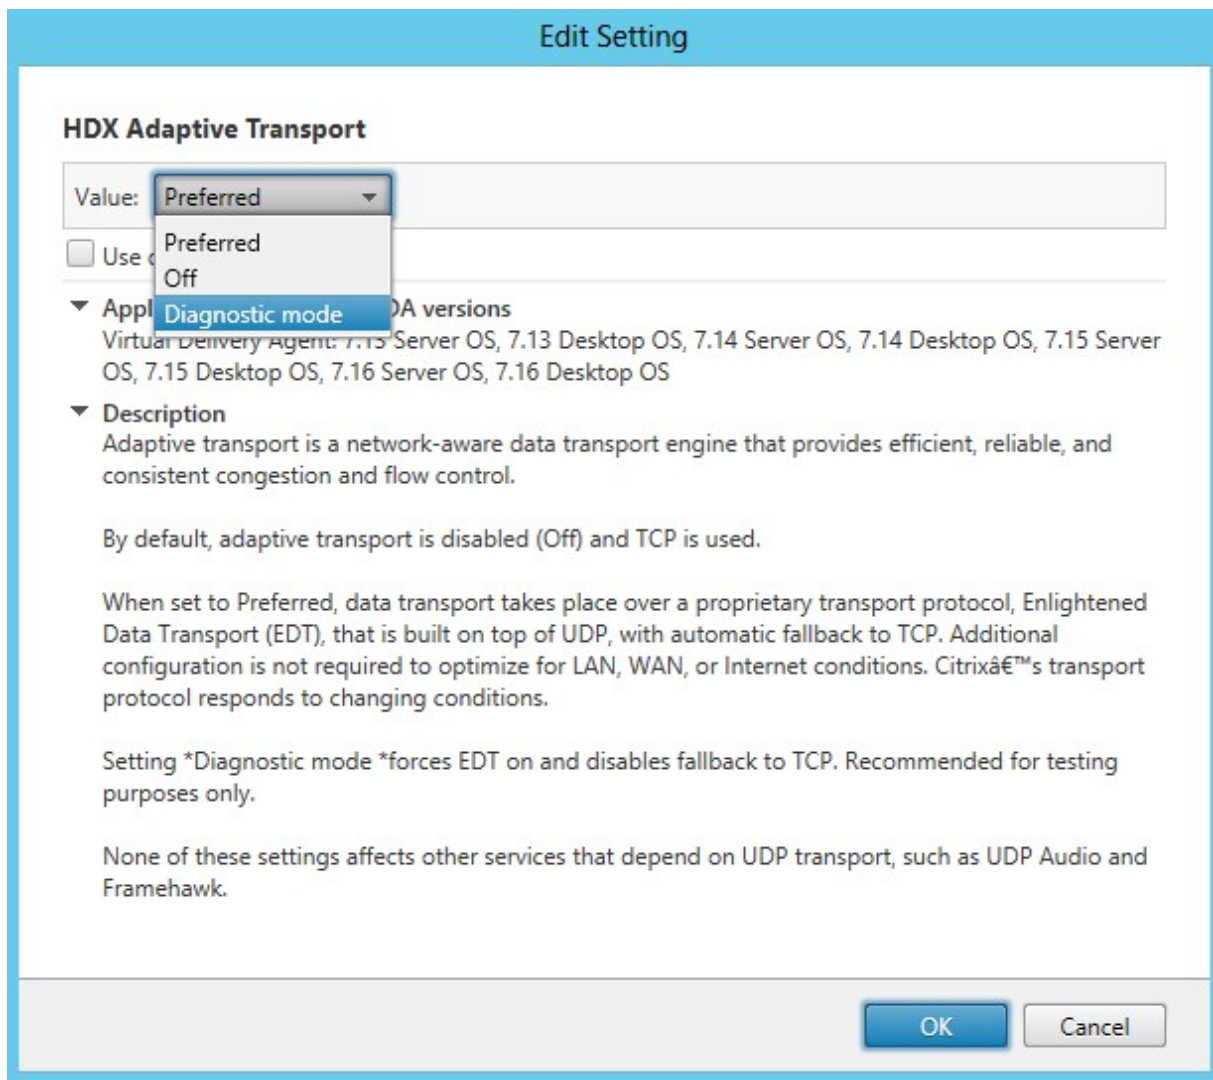 Edit Setting
HDX Adaptive Transport
Value: Preferred
Preferred
Use
Off
Diagnostic mode
versions
Virtual Delivery Agent: 7.13 Server OS, 7.13 Desktop OS, 7.14 Server OS, 7.14 Desktop OS, 7.15 Server
OS, 7.15 Desktop OS, 7.16 Server OS, 7.16 Desktop OS
Description
Adaptive transport is a network-aware data transport engine that provides efficient, reliable, and
consistent congestion and flow control.
By default, adaptive transport is disabled (Off) and TCP is used.
When set to Preferred, data transport takes place over a proprietary transport protocol, Enlightened
Data Transport (EDT), that is built on top of UDP, with automatic fallback to TCP. Additional
configuration is not required to optimize for LAN, WAN, or Internet conditions. Citrixâ€™s transport
protocol responds to changing conditions.
Setting *Diagnostic mode *forces EDT on and disables fallback to TCP. Recommended for testing
purposes only.
None of these settings affects other services that depend on UDP transport, such as UDP Audio and
Framehawk.
OK
Cancel